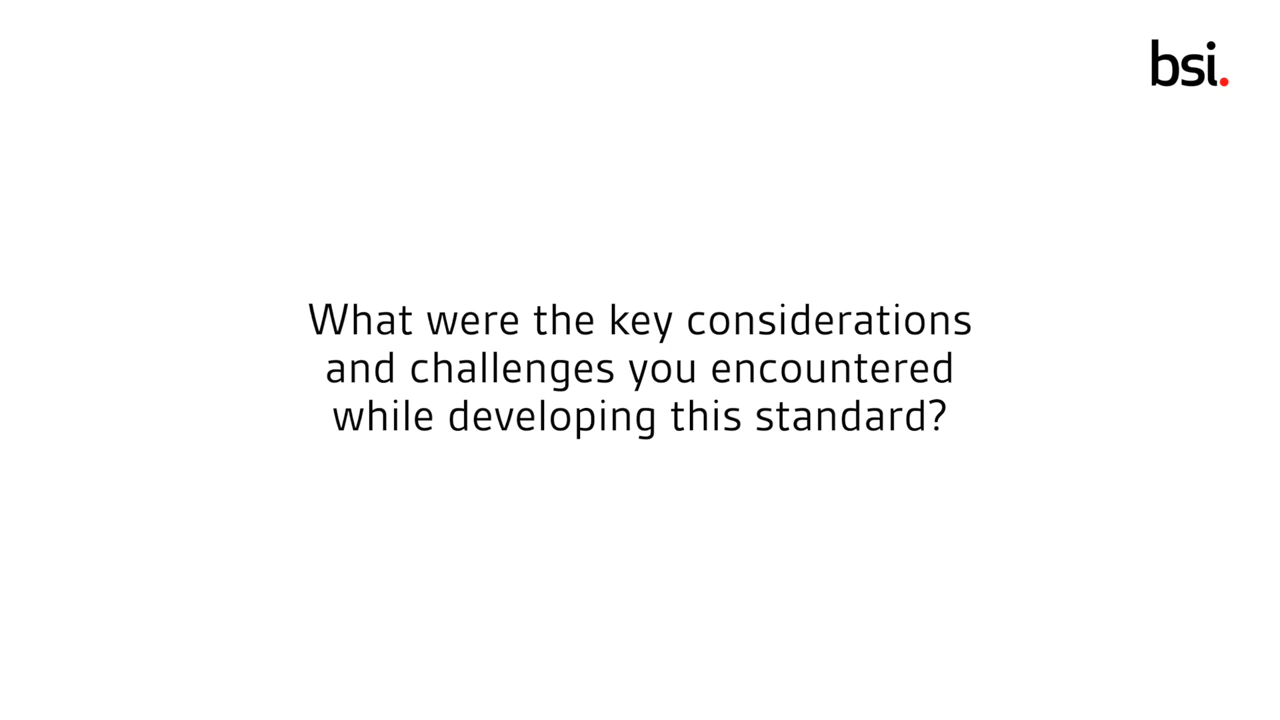 bsi.
What were the key considerations
and challenges you encountered
while developing this standard?